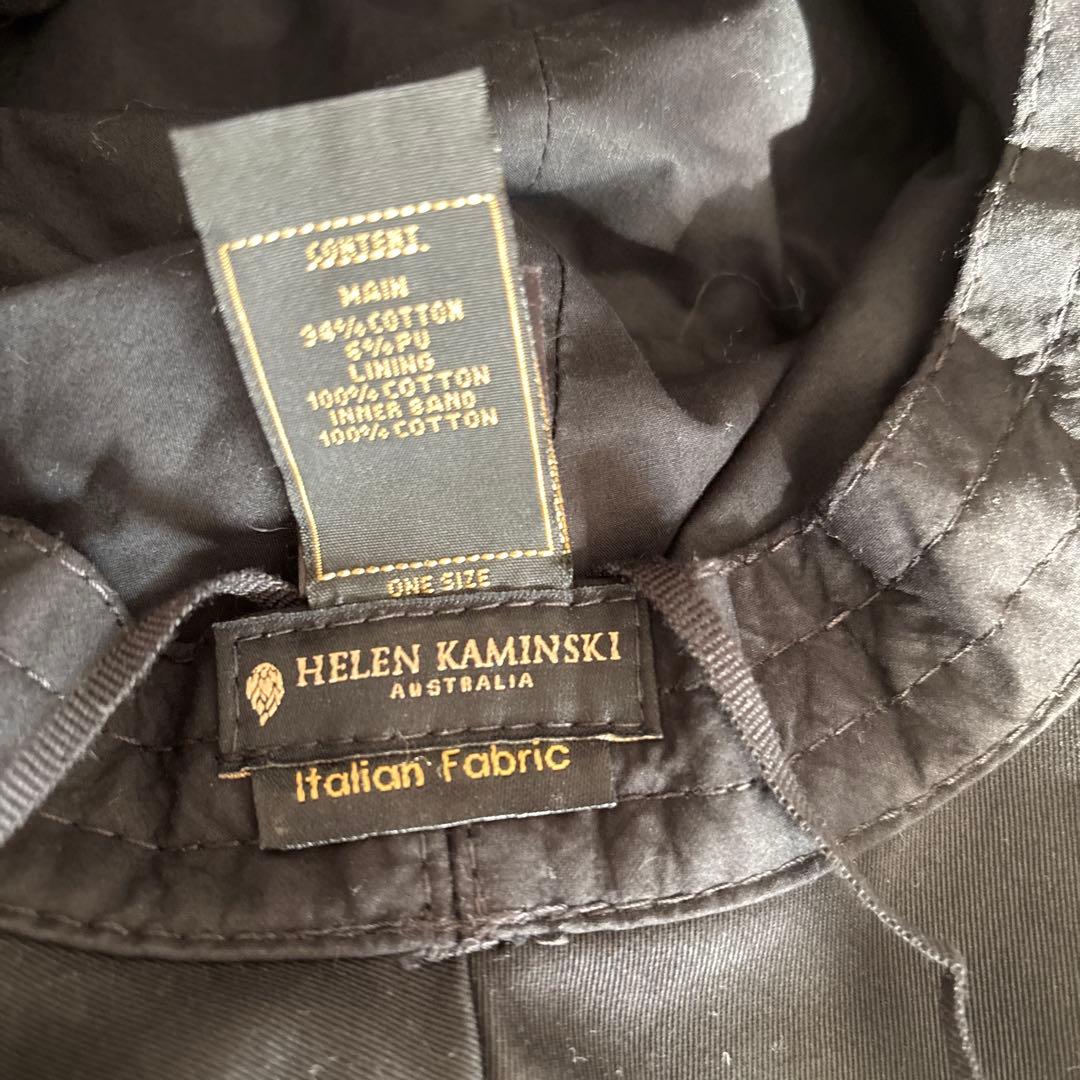 CONTENT
MAIN
94% COTTON
6% PU
LINING
100% COTTON
INNER BAND
100% COTTON
ONE SIZE
HELEN KAMINSKI
AUSTRALIA
Italian Fabric